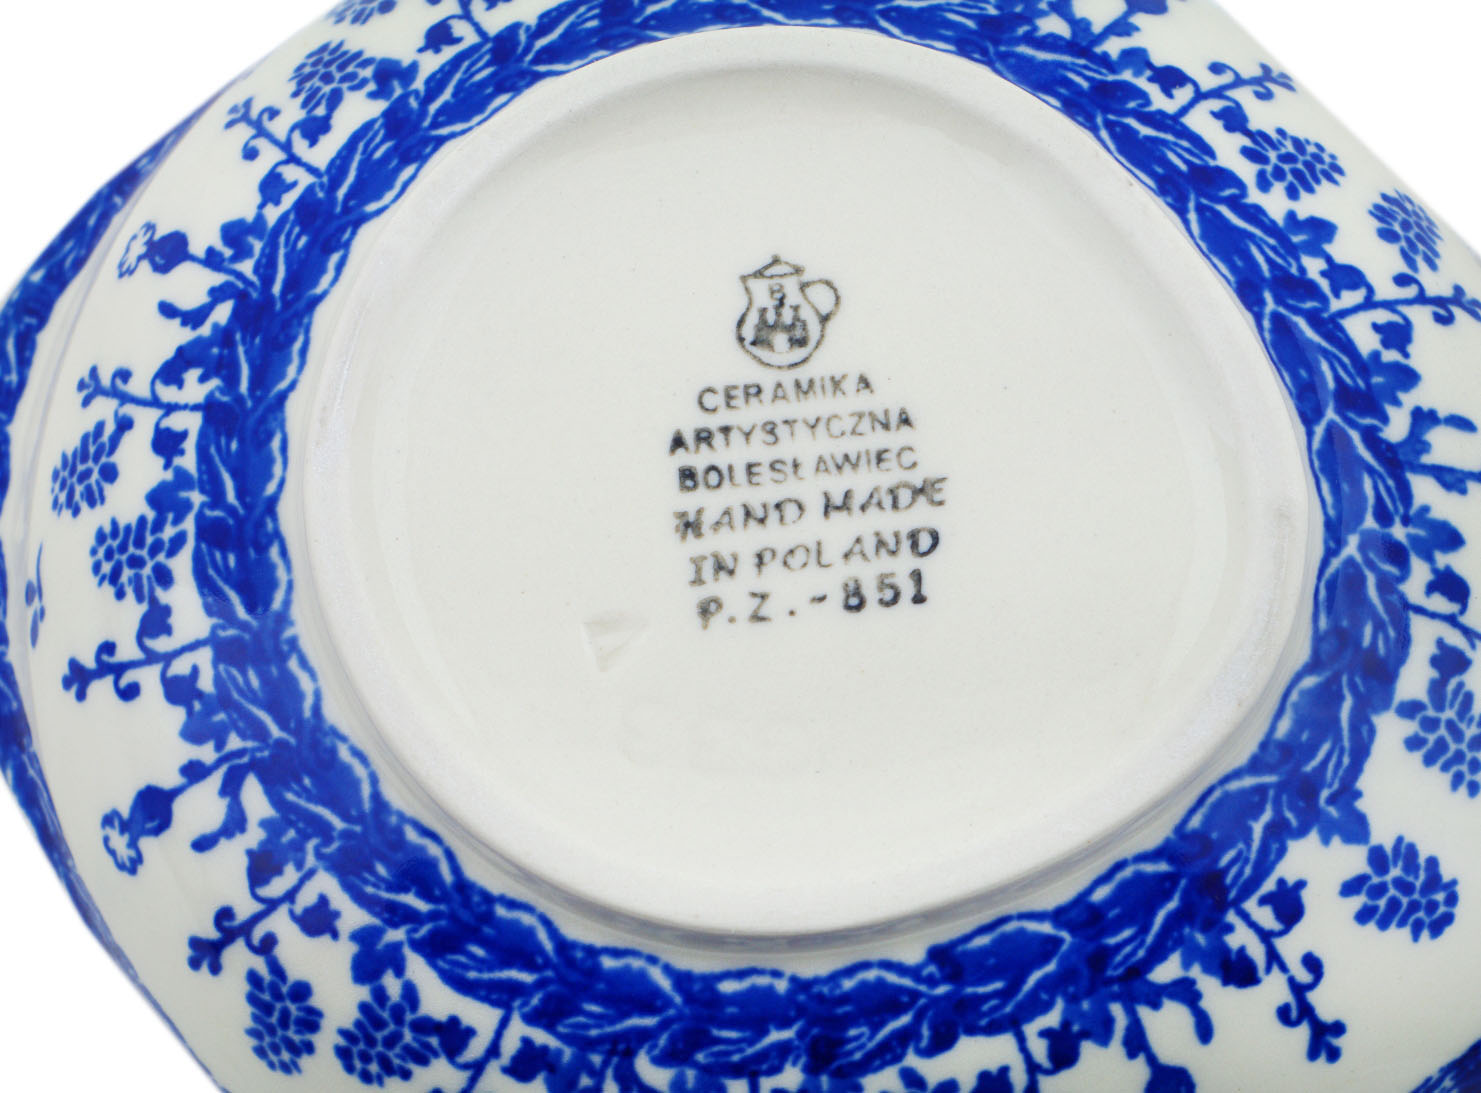 B
CERAMIKA
ARTYSTYCZNA
BOLESŁAWIEC
HAND MADE
IN POLAND
P.Z.-851